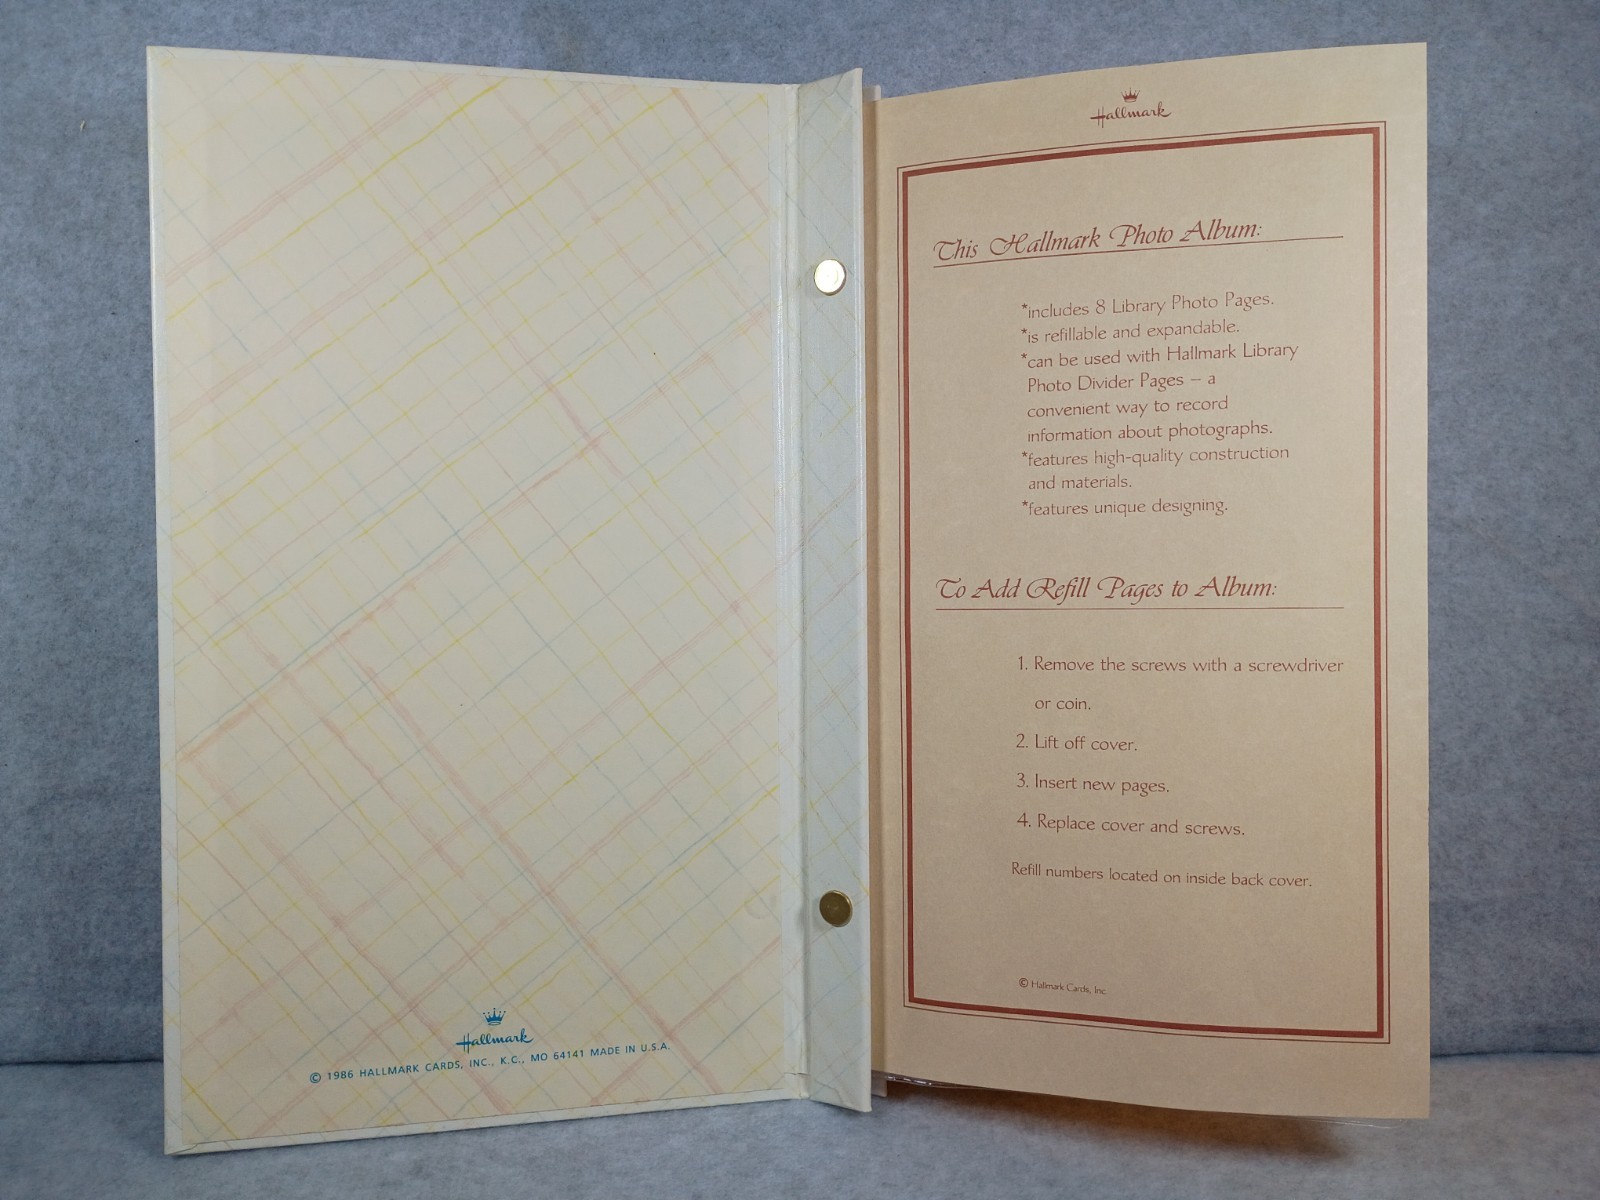 Hallmark
© 1986 HALLMARK CARDS, INC., K.C., MO 64141 MADE IN U.S.A.
Hallmark
This Hallmark Photo Album:
*includes 8 Library Photo Pages.
*is refillable and expandable.
*can be used with Hallmark Library
Photo Divider Pages – a
convenient way to record
information about photographs.
*features high-quality construction
and materials.
*features unique designing.
To Add Refill Pages to Album:
1. Remove the screws with a screwdriver
or coin.
2. Lift off cover.
3. Insert new pages.
4. Replace cover and screws.
Refill numbers located on inside back cover.
© Hallmark Cards, Inc.